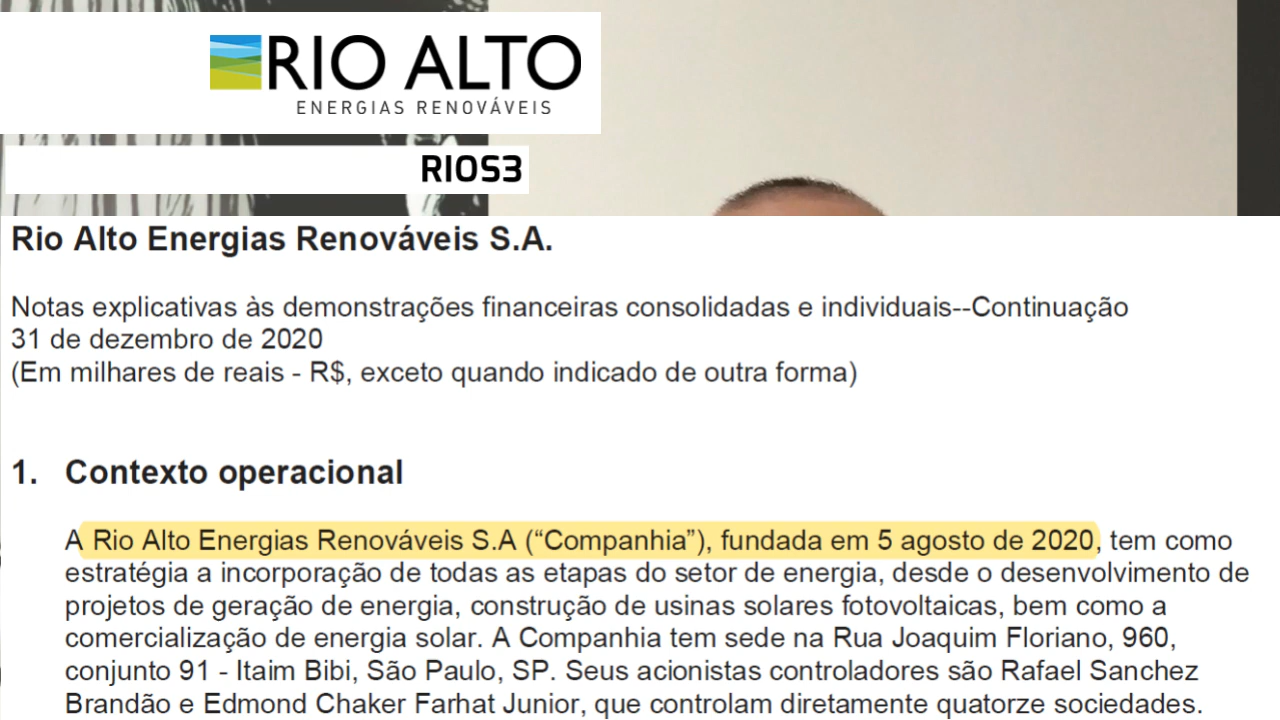 RIO ALTO
ENERGIAS RENOVÁVEIS
RIOS3
Rio Alto Energias Renováveis S.A.
Notas explicativas às demonstrações financeiras consolidadas e individuais--Continuação
31 de dezembro de 2020
(Em milhares de reais - R$, exceto quando indicado de outra forma)
1. Contexto operacional
A Rio Alto Energias Renováveis S.A (“Companhia”), fundada em 5 agosto de 2020, tem como
estratégia a incorporação de todas as etapas do setor de energia, desde o desenvolvimento de
projetos de geração de energia, construção de usinas solares fotovoltaicas, bem como a
comercialização de energia solar. A Companhia tem sede na Rua Joaquim Floriano, 960,
conjunto 91 - Itaim Bibi, São Paulo, SP. Seus acionistas controladores são Rafael Sanchez
Brandão e Edmond Chaker Farhat Junior, que controlam diretamente quatorze sociedades.